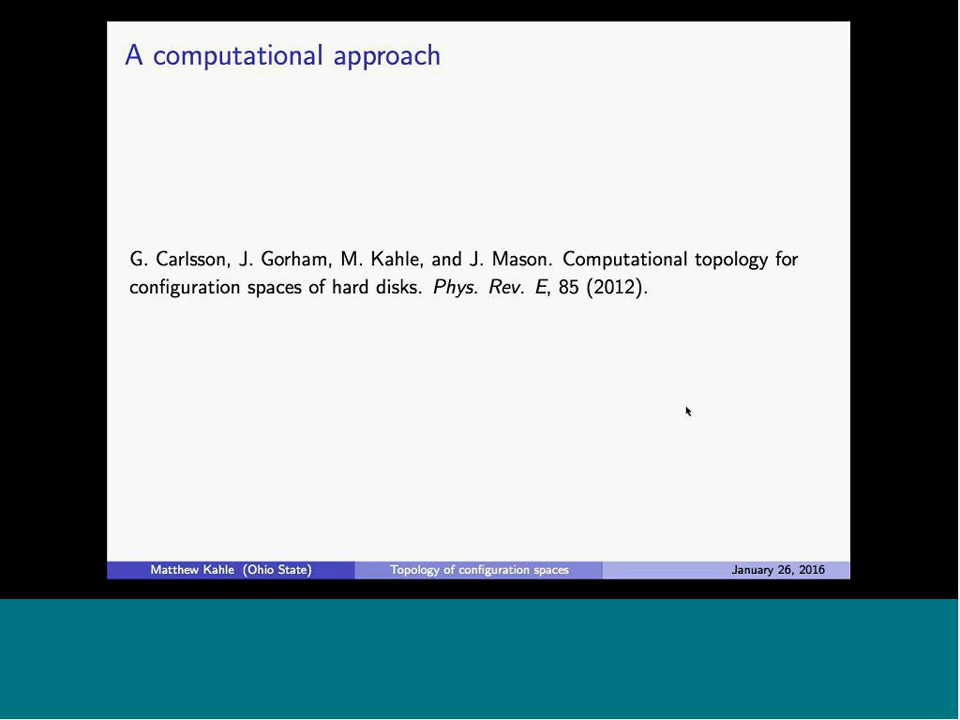 A computational approach
G. Carlsson, J. Gorham, M. Kahle, and J. Mason. Computational topology for
configuration spaces of hard disks. Phys. Rev. E, 85 (2012).
Matthew Kahle (Ohio State) Topology of configuration spaces January 26, 2016